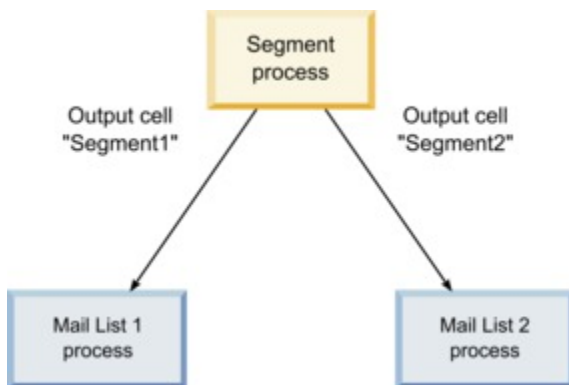 Segment
process
Output cell
"Segment1"
Output cell
"Segment2"
Mail List 1
process
Mail List 2
process